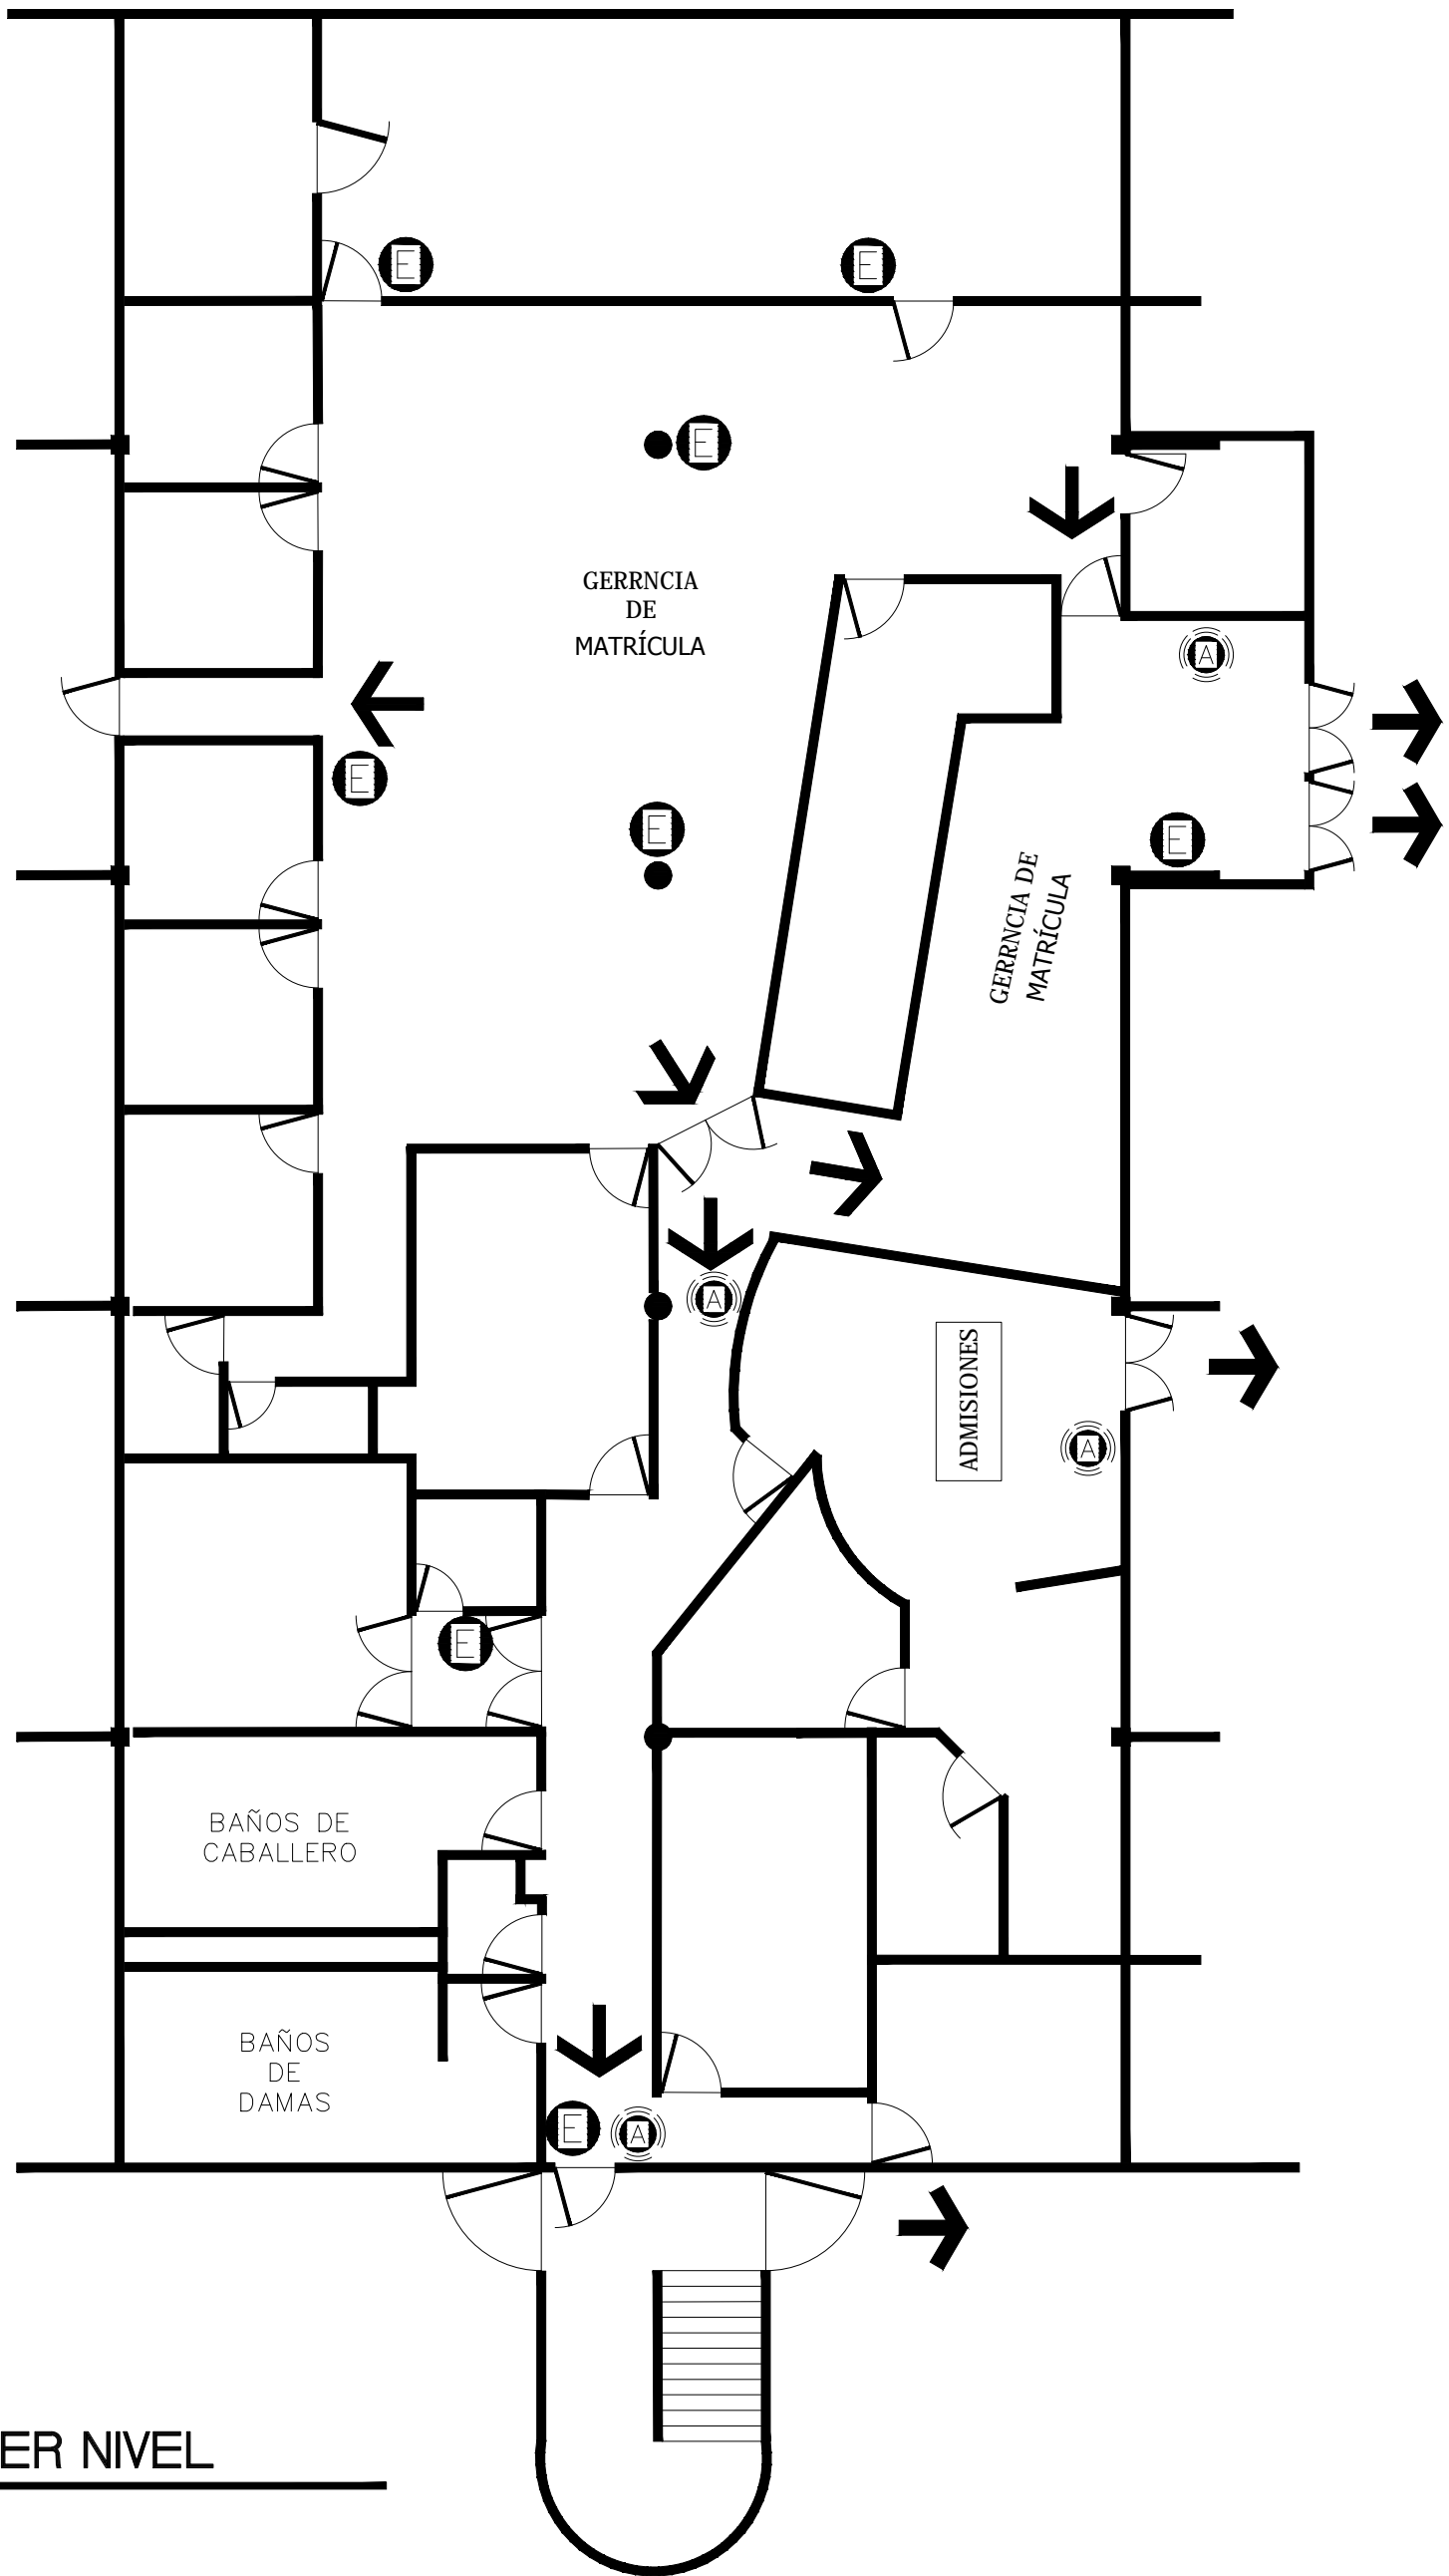 E
E
E
GERRNCIA
DE
MATRÍCULA
A
E
E
E
GERRNCIA DE
MATRÍCULA
A
ADMISIONES
A
E
BAÑOS DE
CABALLERO
BAÑOS
DE
DAMAS
E
A
ER NIVEL